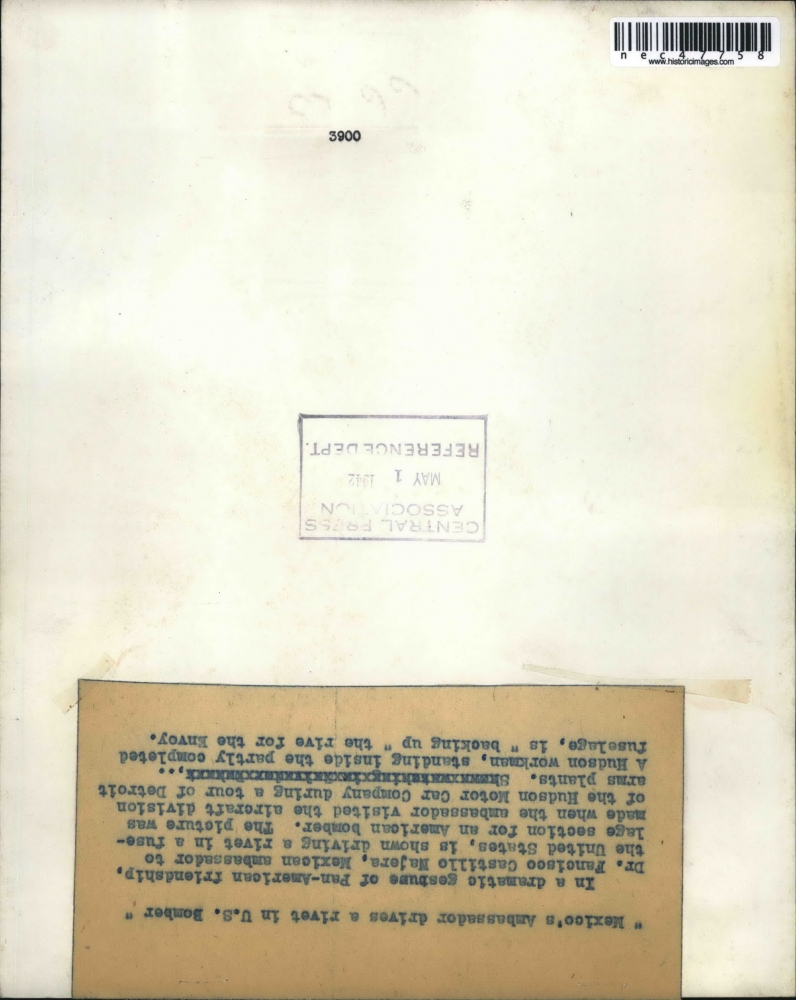 nec47758
www.historicimages.com
3900
CENTRAL PRESS
ASSOCIATION
MAY 1 1942
REFERENCE DEPT.
" Mexico's Ambassador drives a rivet in U.S. Bomber "
In a dramatic gesture of Pan-American friendship,
Dr. Fancisco Castillo Najera, Mexican ambassador to
the United States, is shown driving a rivet in a fuse-
lage section for an American bomber. The picture was
made when the ambassador visited the aircraft division
of the Hudson Motor Car Company during a tour of Detroit
arms plants.
A Hudson workman, standing inside the partly completed
fuselage, is " backing up " the rive for the Envoy.